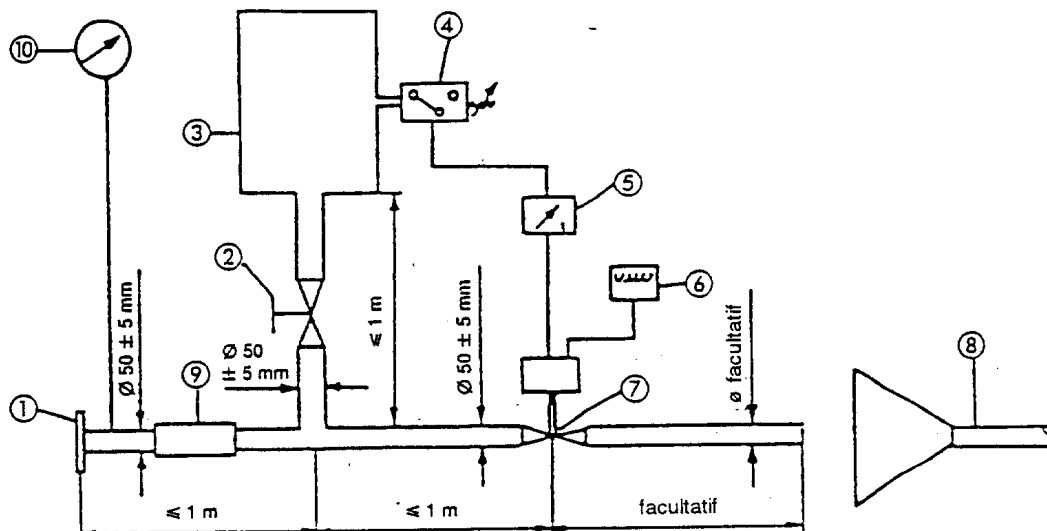 ⑩
④
③
⑤
②
⑥
Ø 50 ± 5 mm
Ø 50
± 5 mm
≤ 1 m
Ø 50 ± 5 mm
ø facultatif
⑧
⑨
⑦
①
≤ 1 m
≤ 1 m
facultatif